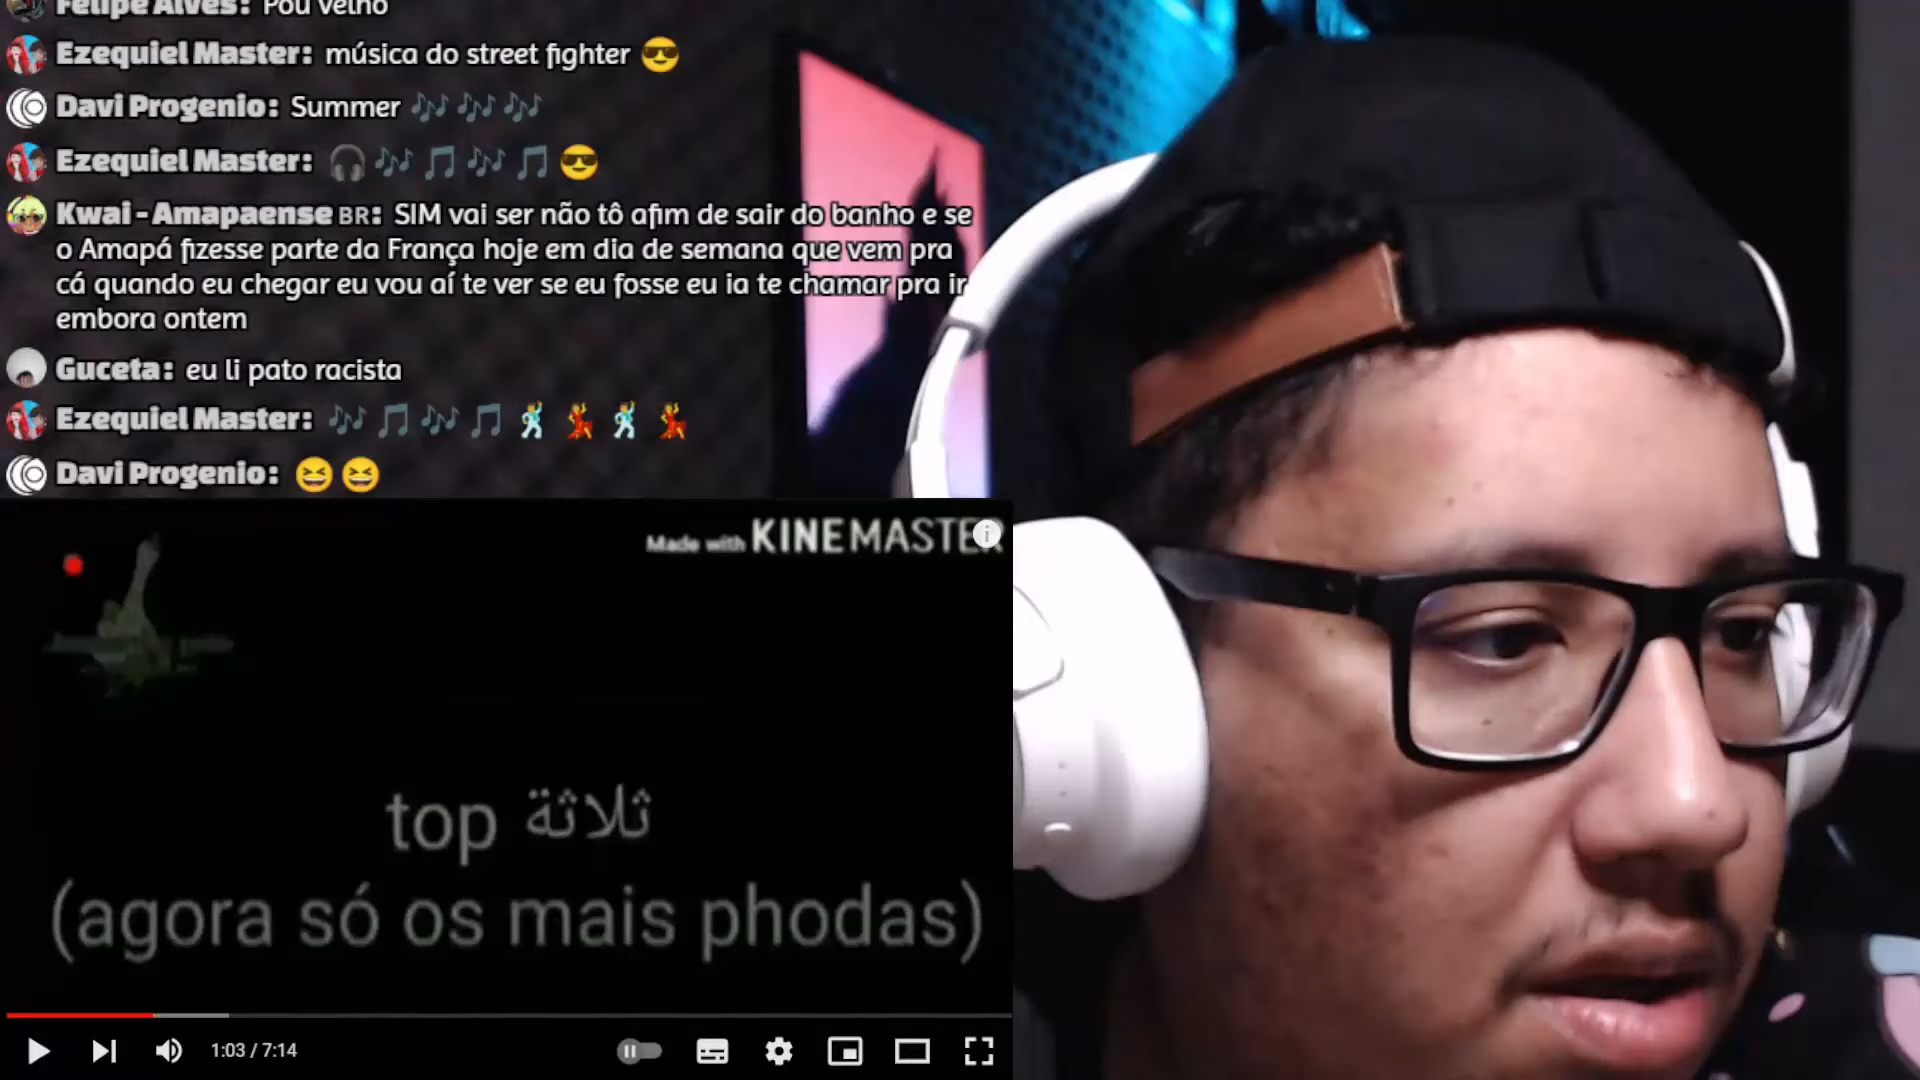 Felipe Alves: Pou velho
Ezequiel Master: música do street fighter 😎
Davi Progenio: Summer 🎶 🎶 🎶
Ezequiel Master: 🎧 🎶 🎵 🎶 🎵 😎
Kwai - Amapaense BR: SIM vai ser não tô afim de sair do banho e se
o Amapá fizesse parte da França hoje em dia de semana que vem pra
cá quando eu chegar eu vou aí te ver se eu fosse eu ia te chamar pra ir
embora ontem
Guceta: eu li pato racista
Ezequiel Master: 🎶 🎵 🎶 🎵 🕺 💃 🕺 💃
Davi Progenio: 😆 😆
Made with KINEMASTER
top ثلاثة
(agora só os mais phodas)
1:03 / 7:14